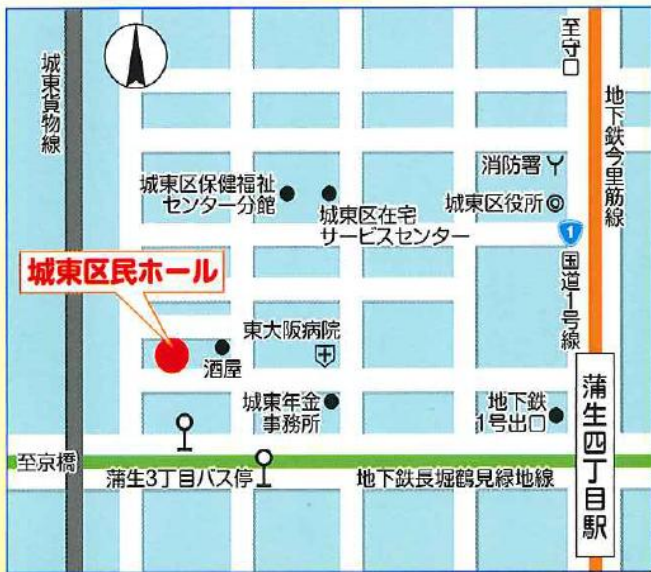 城東貨物線
至守口
地下鉄今里筋線
消防署
城東区保健福祉
センター分館
城東区在宅
サービスセンター
城東区役所
1
国道1号線
城東区民ホール
東大阪病院
酒屋
城東年金
事務所
地下鉄
1号出口
蒲生四丁目駅
至京橋
蒲生3丁目バス停
地下鉄長堀鶴見緑地線